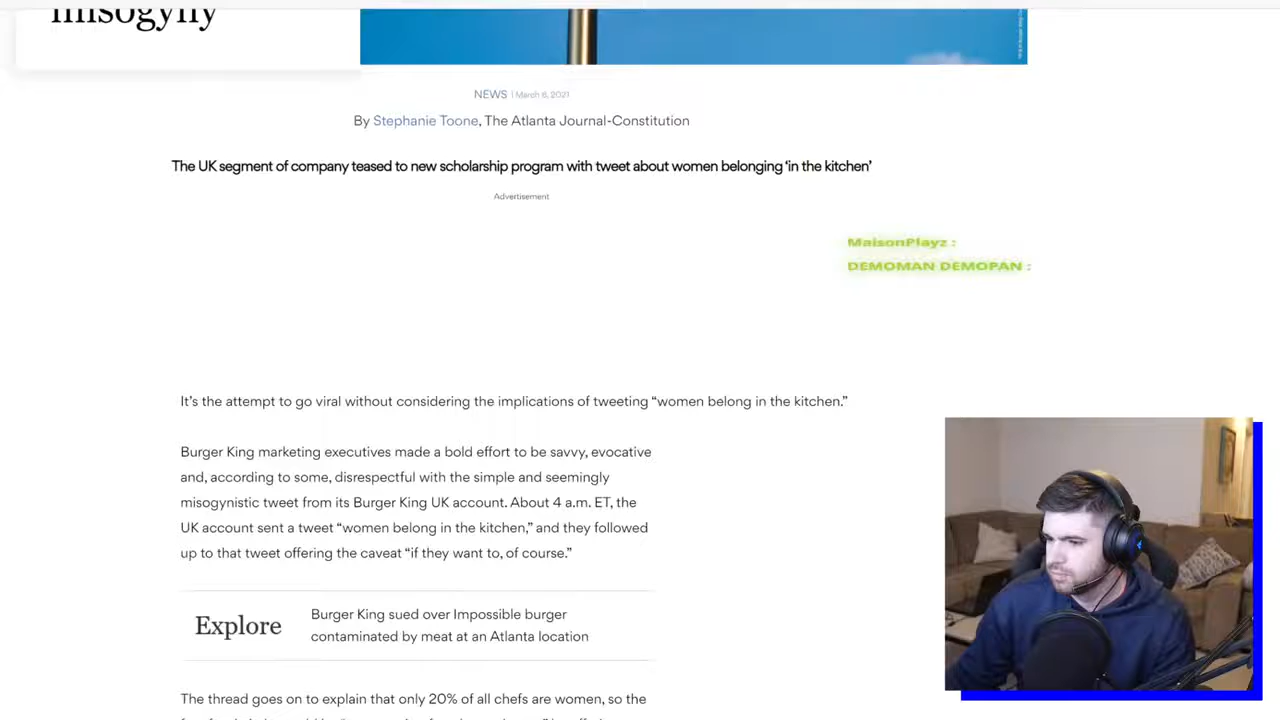 misogyny
NEWS | March 6, 2021
By Stephanie Toone, The Atlanta Journal-Constitution
The UK segment of company teased to new scholarship program with tweet about women belonging ‘in the kitchen’
Advertisement
MaisonPlayz :
DEMOMAN DEMOPAN :
It’s the attempt to go viral without considering the implications of tweeting “women belong in the kitchen.”
Burger King marketing executives made a bold effort to be savvy, evocative
and, according to some, disrespectful with the simple and seemingly
misogynistic tweet from its Burger King UK account. About 4 a.m. ET, the
UK account sent a tweet “women belong in the kitchen,” and they followed
up to that tweet offering the caveat “if they want to, of course.”
Explore
Burger King sued over Impossible burger
contaminated by meat at an Atlanta location
The thread goes on to explain that only 20% of all chefs are women, so the